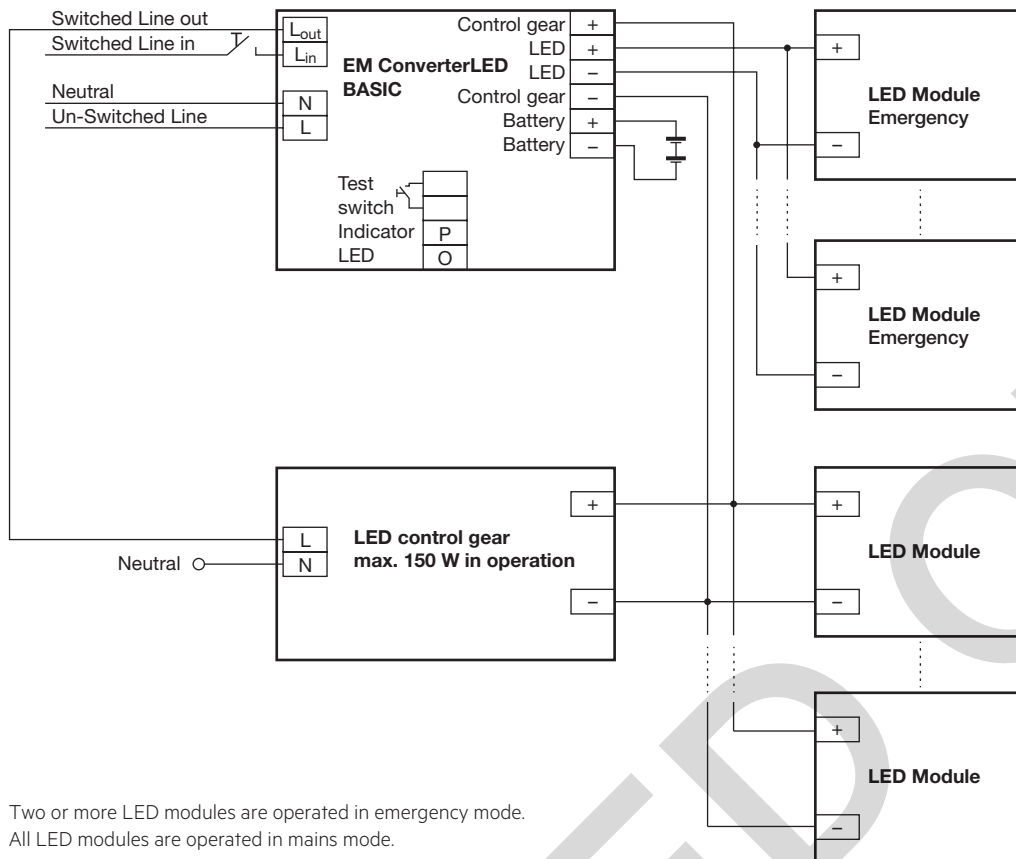 Switched Line out
Switched Line in
Neutral
Un-Switched Line
Lout
Lin
N
L
EM ConverterLED
BASIC
Control gear +
LED +
LED –
Control gear –
Battery +
Battery –
Test
switch
Indicator P
LED O
+
LED Module
Emergency
–
+
LED Module
Emergency
–
L
N
Neutral
LED control gear
max. 150 W in operation
+
–
+
LED Module
–
+
LED Module
–
Two or more LED modules are operated in emergency mode.
All LED modules are operated in mains mode.